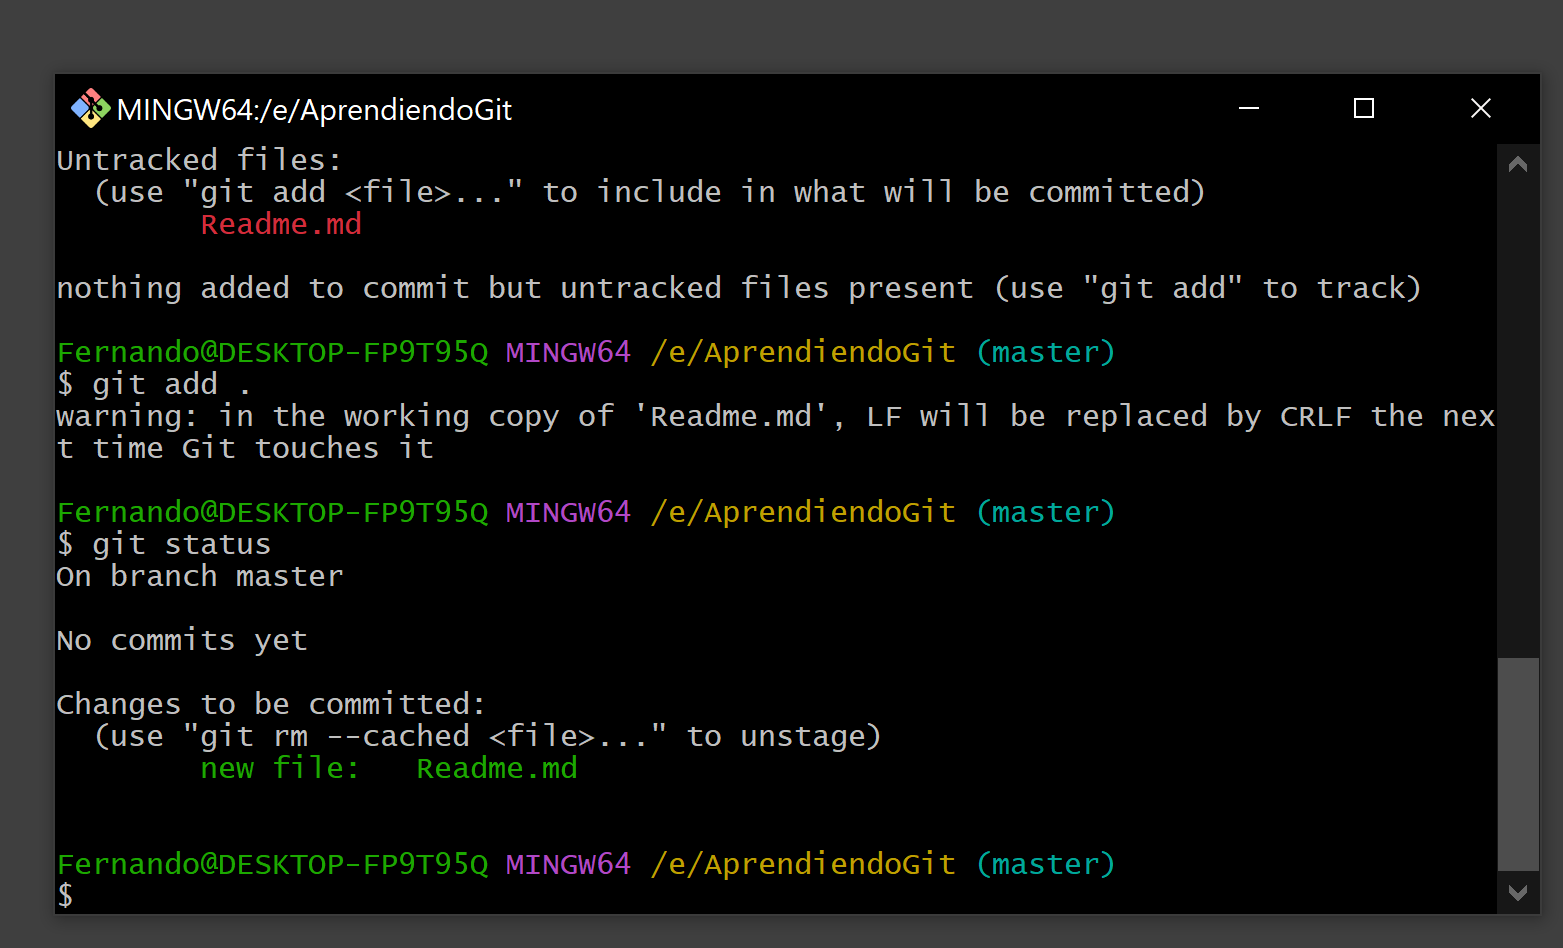 MINGW64:/e/AprendiendoGit
Untracked files:
  (use "git add <file>..." to include in what will be committed)
        Readme.md
nothing added to commit but untracked files present (use "git add" to track)
Fernando@DESKTOP-FP9T95Q MINGW64 /e/AprendiendoGit (master)
$ git add .
warning: in the working copy of 'Readme.md', LF will be replaced by CRLF the nex
t time Git touches it
Fernando@DESKTOP-FP9T95Q MINGW64 /e/AprendiendoGit (master)
$ git status
On branch master
No commits yet
Changes to be committed:
  (use "git rm --cached <file>..." to unstage)
        new file:   Readme.md
Fernando@DESKTOP-FP9T95Q MINGW64 /e/AprendiendoGit (master)
$